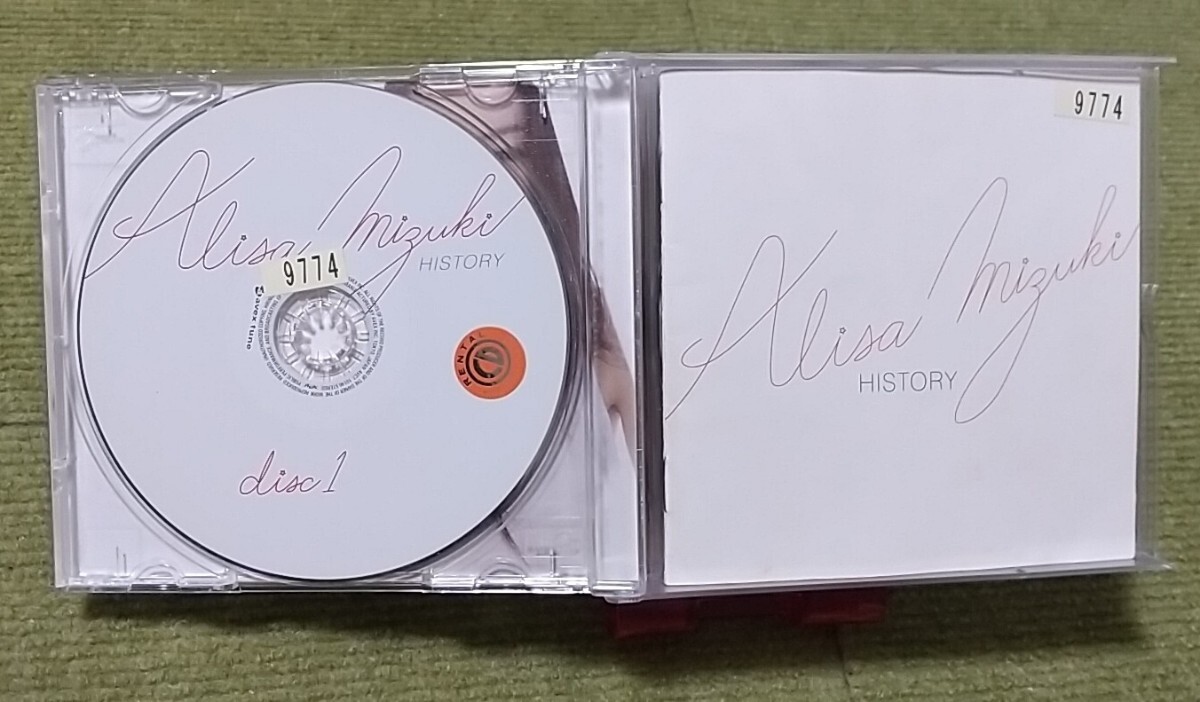 Alisa Mizuki
HISTORY
9774
avex tune
RENTAL
disc 1
9774
Alisa Mizuki
HISTORY